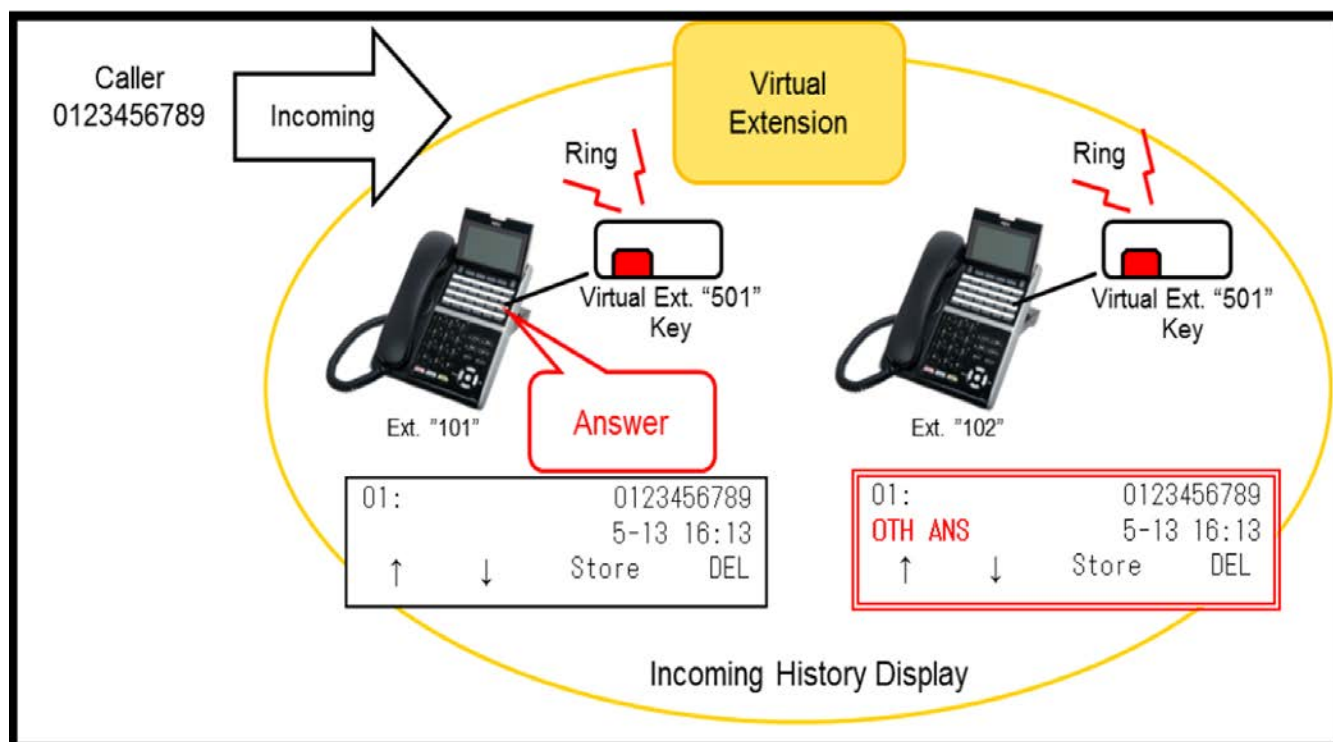 Caller
0123456789
Incoming
Virtual
Extension
Ring
Ring
Virtual Ext. “501”
Key
Virtual Ext. “501”
Key
Ext. ”101”
Answer
Ext. ”102”
01: 0123456789
5-13 16:13
↑ ↓ Store DEL
01: 0123456789
OTH ANS 5-13 16:13
↑ ↓ Store DEL
Incoming History Display